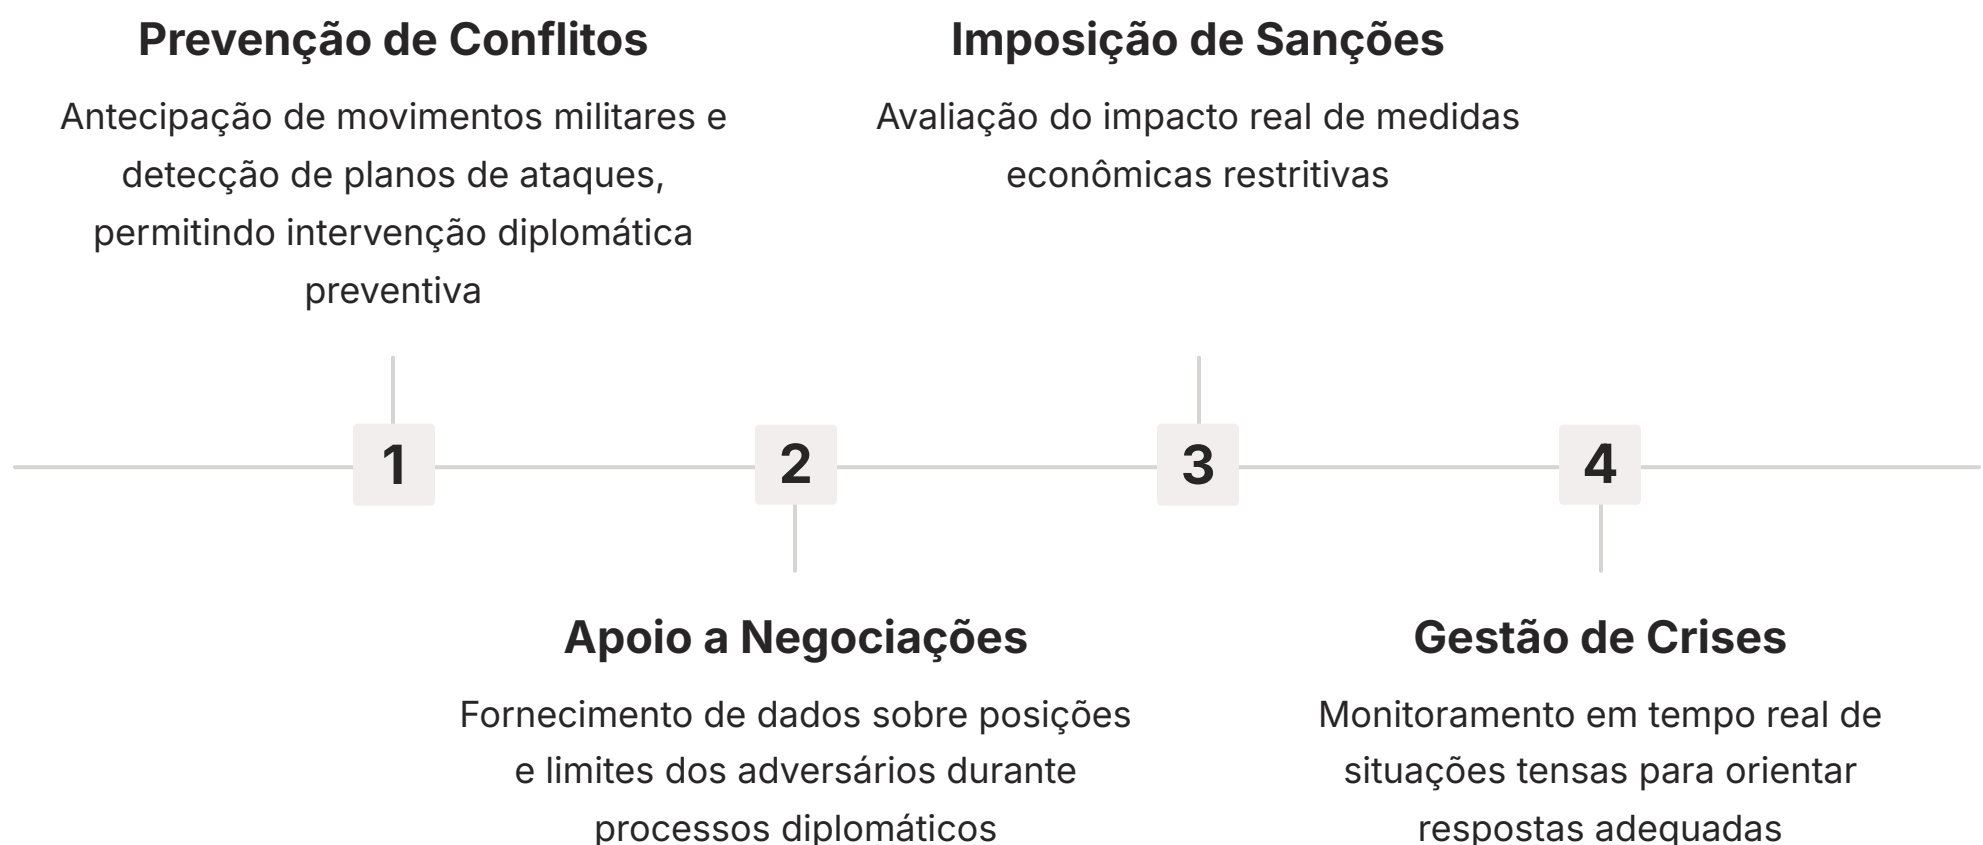 Prevenção de Conflitos
Antecipação de movimentos militares e
detecção de planos de ataques,
permitindo intervenção diplomática
preventiva
Imposição de Sanções
Avaliação do impacto real de medidas
econômicas restritivas
1
2
3
4
Apoio a Negociações
Fornecimento de dados sobre posições
e limites dos adversários durante
processos diplomáticos
Gestão de Crises
Monitoramento em tempo real de
situações tensas para orientar
respostas adequadas